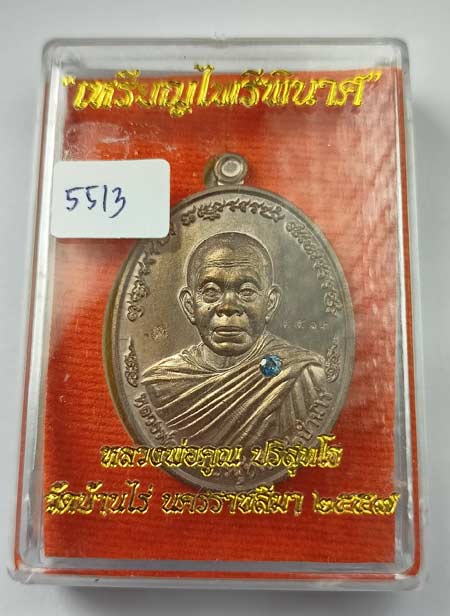 “เหรียญไพรีพินาศ”
5513
หลวงพ่อคูณ ปริสุทโธ
วัดบ้านไร่ นครราชสีมา ๒๕๕๗